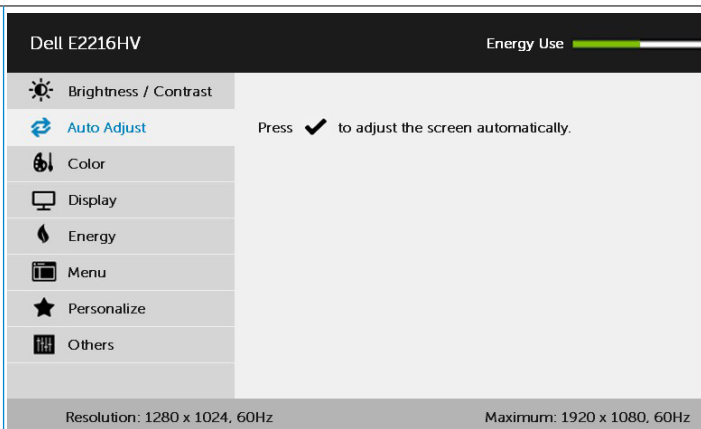 Dell E2216HV
Energy Use
Brightness / Contrast
Auto Adjust
Press ✔ to adjust the screen automatically.
Color
Display
Energy
Menu
Personalize
Others
Resolution: 1280 x 1024, 60Hz
Maximum: 1920 x 1080, 60Hz